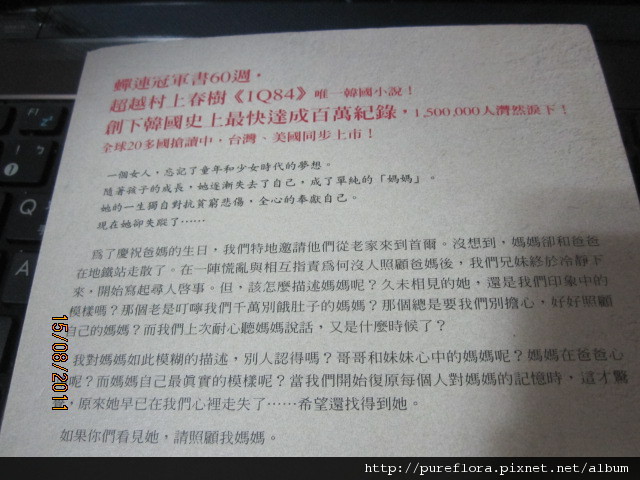 蟬連冠軍書60週，
超越村上春樹《1Q84》唯一韓國小說！
創下韓國史上最快達成百萬紀錄，1,500,000人潸然淚下！
全球20多國搶讀中，台灣、美國同步上市！
一個女人，忘記了童年和少女時代的夢想。
隨著孩子的成長，她逐漸失去了自己，成了單純的「媽媽」。
她的一生獨自對抗貧窮悲傷，全心的奉獻自己。
現在她卻失蹤了……
為了慶祝爸媽的生日，我們特地邀請他們從老家來到首爾。沒想到，媽媽卻和爸爸
在地鐵站走散了。在一陣慌亂與相互指責為何沒人照顧爸媽後，我們兄妹終於冷靜下
來，開始寫起尋人啓事。但，該怎麼描述媽媽呢？久未相見的她，還是我們印象中的
模樣嗎？那個老是叮嚀我們千萬別餓肚子的媽媽？那個總是要我們別擔心，好好照顧
自己的媽媽？而我們上次耐心聽媽媽說話，又是什麼時候了？
我對媽媽如此模糊的描述，別人認得嗎？哥哥和妹妹心中的媽媽呢？媽媽在爸爸心
呢？而媽媽自己最真實的模樣呢？當我們開始復原每個人對媽媽的記憶時，這才驚
，原來她早已在我們心裡走失了……希望還找得到她。
如果你們看見她，請照顧我媽媽。
15/08/2011
http://pureflora.pixnet.net/album